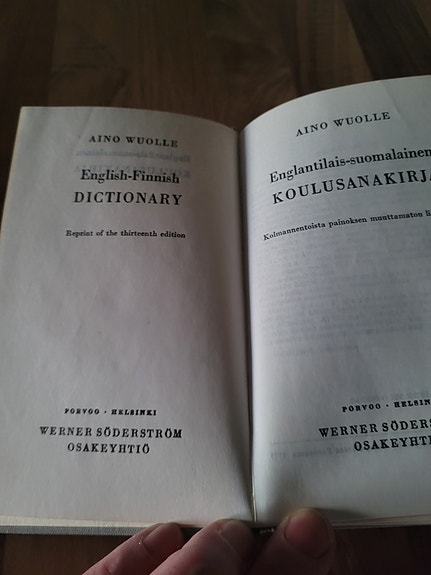 AINO WUOLLE
English-Finnish
DICTIONARY
Reprint of the thirteenth edition
PORVOO · HELSINKI
WERNER SÖDERSTRÖM
OSAKEYHTIÖ
AINO WUOLLE
Englantilais-suomalainen
KOULUSANAKIRJA
Kolmannentoista painoksen muuttamaton
PORVOO · HELSIN
WERNER SÖDERS
OSAKEYHTI